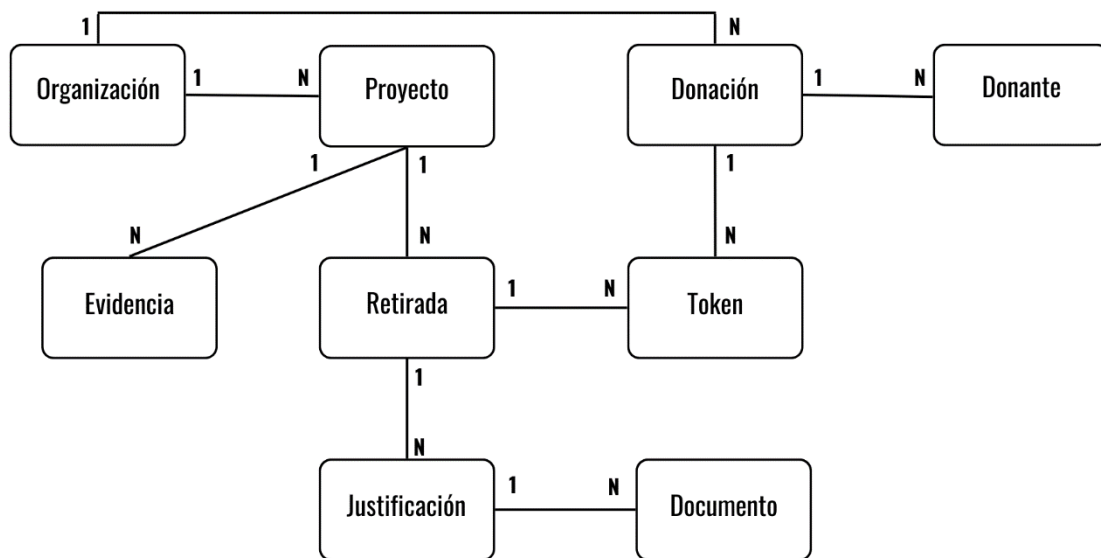 1
N
Organización
1
N
Proyecto
Donación
1
N
Donante
1
1
1
N
N
N
Evidencia
Retirada
1
N
Token
1
N
Justificación
1
N
Documento